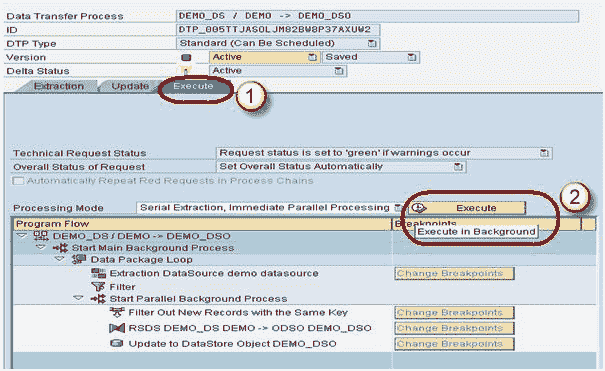 Data Transfer Process DEMO_DS / DEMO -> DEMO_DSO
ID DTP_005TTJASOLJM82BW8P37AXUW2
DTP Type Standard (Can Be Scheduled)
Version Active Saved
Delta Status Active
Extraction Update Execute
1
Technical Request Status Request status is set to 'green' if warnings occur
Overall Status of Request Set Overall Status Automatically
Automatically Repeat Red Requests in Process Chains
2
Processing Mode Serial Extraction, Immediate Parallel Processing Execute
Program Flow Breakpoints
Execute in Background
DEMO_DS / DEMO -> DEMO_DSO
Start Main Background Process
Data Package Loop
Extraction DataSource demo datasource Change Breakpoints
Filter
Start Parallel Background Process
Filter Out New Records with the Same Key Change Breakpoints
RSDS DEMO_DS DEMO -> ODSO DEMO_DSO Change Breakpoints
Update to DataStore Object DEMO_DSO Change Breakpoints